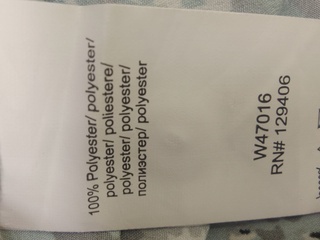 100% Polyester/ polyester/
polyester/ poliestere/
polyester/ polyester/
полиэстер/ polyester
W47016
RN# 129406